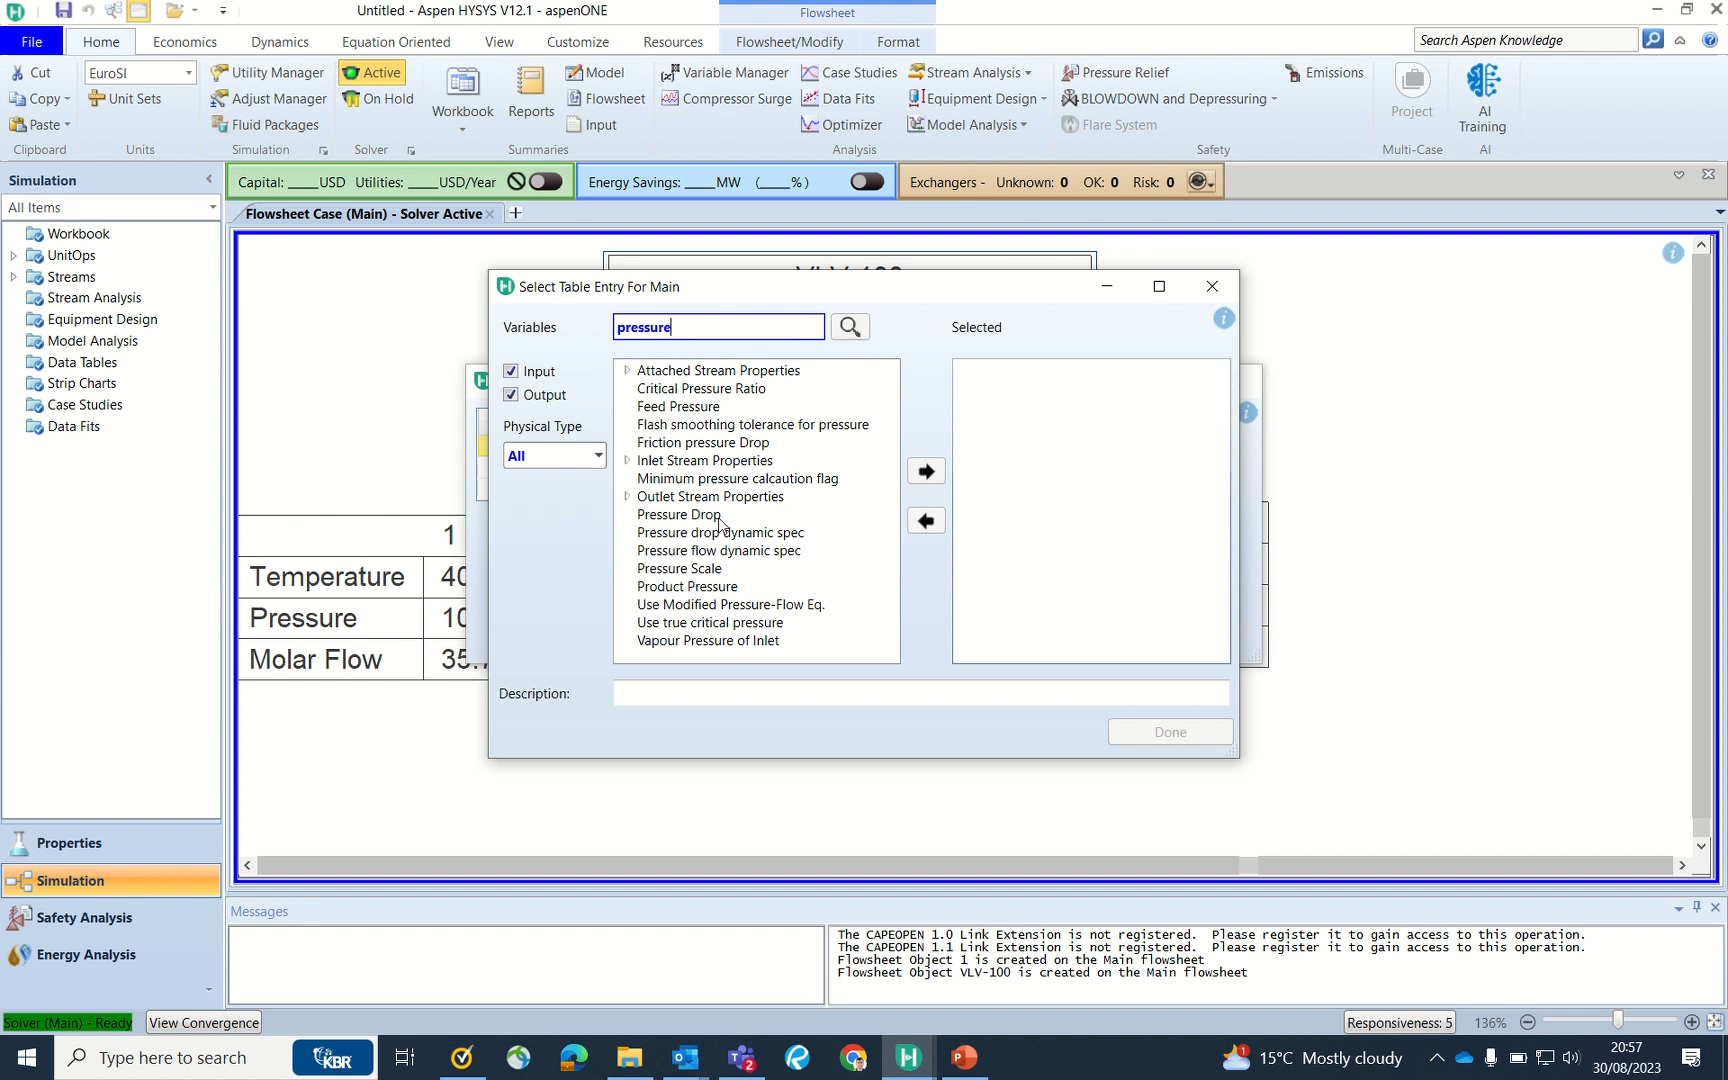 Untitled - Aspen HYSYS V12.1 - aspenONE
Flowsheet
File
Home
Economics
Dynamics
Equation Oriented
View
Customize
Resources
Flowsheet/Modify
Format
Search Aspen Knowledge
Cut
Copy
Paste
Clipboard
EuroSI
Unit Sets
Units
Utility Manager
Adjust Manager
Fluid Packages
Simulation
Active
On Hold
Solver
Workbook
Reports
Model
Flowsheet
Input
Summaries
Variable Manager
Compressor Surge
Case Studies
Data Fits
Optimizer
Stream Analysis
Equipment Design
Model Analysis
Analysis
Pressure Relief
BLOWDOWN and Depressuring
Flare System
Safety
Emissions
Project
Multi-Case
AI
Training
AI
Simulation
All Items
Workbook
UnitOps
Streams
Stream Analysis
Equipment Design
Model Analysis
Data Tables
Strip Charts
Case Studies
Data Fits
Properties
Simulation
Safety Analysis
Energy Analysis
Capital: ____USD Utilities: ____USD/Year
Energy Savings: ____MW (____%)
Exchangers - Unknown: 0 OK: 0 Risk: 0
Flowsheet Case (Main) - Solver Active
1
Temperature 40
Pressure 10
Molar Flow 35.
Select Table Entry For Main
Variables
pressure
Selected
Input
Output
Physical Type
All
Attached Stream Properties
Critical Pressure Ratio
Feed Pressure
Flash smoothing tolerance for pressure
Friction pressure Drop
Inlet Stream Properties
Minimum pressure calcaution flag
Outlet Stream Properties
Pressure Drop
Pressure drop dynamic spec
Pressure flow dynamic spec
Pressure Scale
Product Pressure
Use Modified Pressure-Flow Eq.
Use true critical pressure
Vapour Pressure of Inlet
Description:
Done
Messages
The CAPEOPEN 1.0 Link Extension is not registered. Please register it to gain access to this operation.
The CAPEOPEN 1.1 Link Extension is not registered. Please register it to gain access to this operation.
Flowsheet Object 1 is created on the Main flowsheet
Flowsheet Object VLV-100 is created on the Main flowsheet
Solver (Main) - Ready
View Convergence
Responsiveness: 5
136%
Type here to search
KBR
15°C Mostly cloudy
20:57
30/08/2023